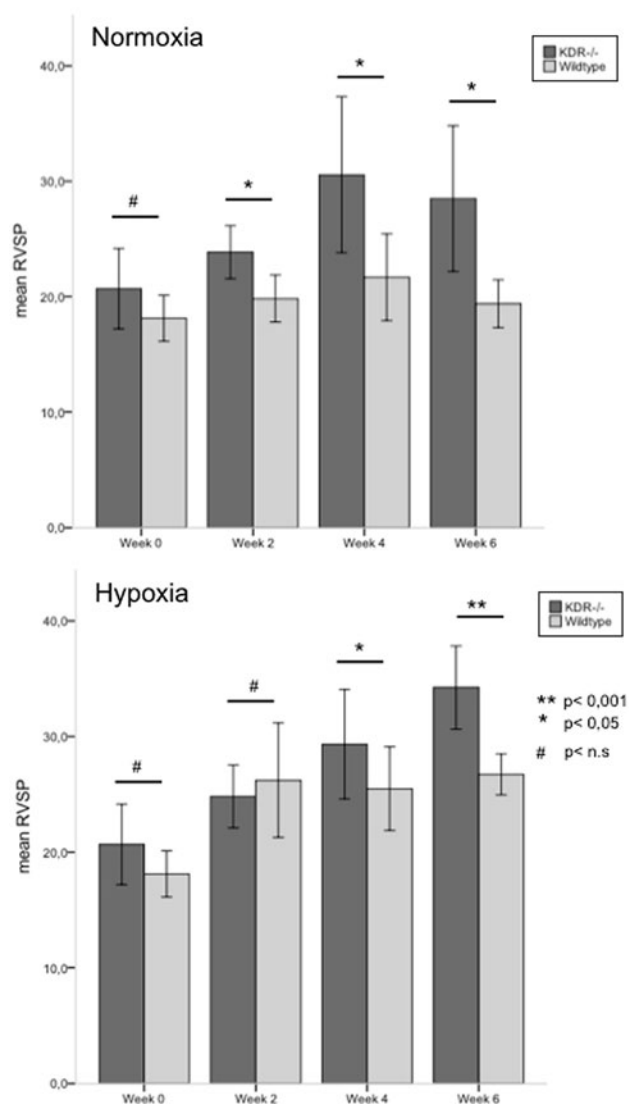 Normoxia
KDR-/-
Wildtype
40,0
*
*
30,0
*
#
mean RVSP
20,0
10,0
0,0
Week 0 Week 2 Week 4 Week 6
Hypoxia
KDR-/-
Wildtype
40,0
**
*
** p< 0,001
* p< 0,05
# p< n.s
#
30,0
#
mean RVSP
20,0
10,0
0,0
Week 0 Week 2 Week 4 Week 6